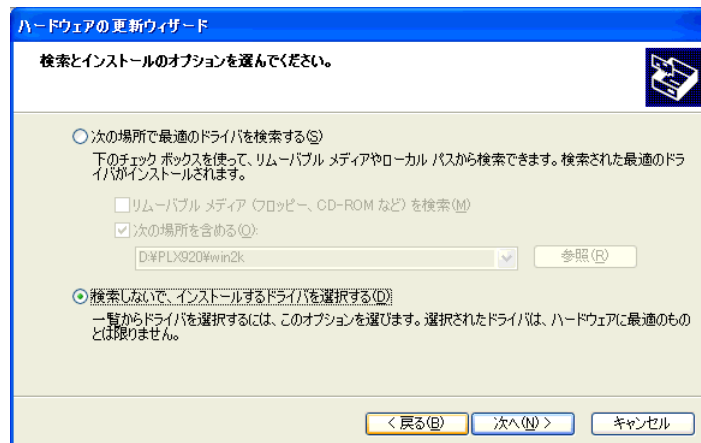 ハードウェアの更新ウィザード
検索とインストールのオプションを選んでください。
次の場所で最適のドライバを検索する(S)
下のチェック ボックスを使って、リムーバブル メディアやローカル パスから検索できます。検索された最適のドラ
イバがインストールされます。
リムーバブル メディア (フロッピー、CD-ROM など) を検索(M)
次の場所を含める(O):
D:¥PLX920¥win2k
参照(R)
検索しないで、インストールするドライバを選択する(D)
一覧からドライバを選択するには、このオプションを選びます。選択されたドライバは、ハードウェアに最適のもの
とは限りません。
< 戻る(B)
次へ(N) >
キャンセル